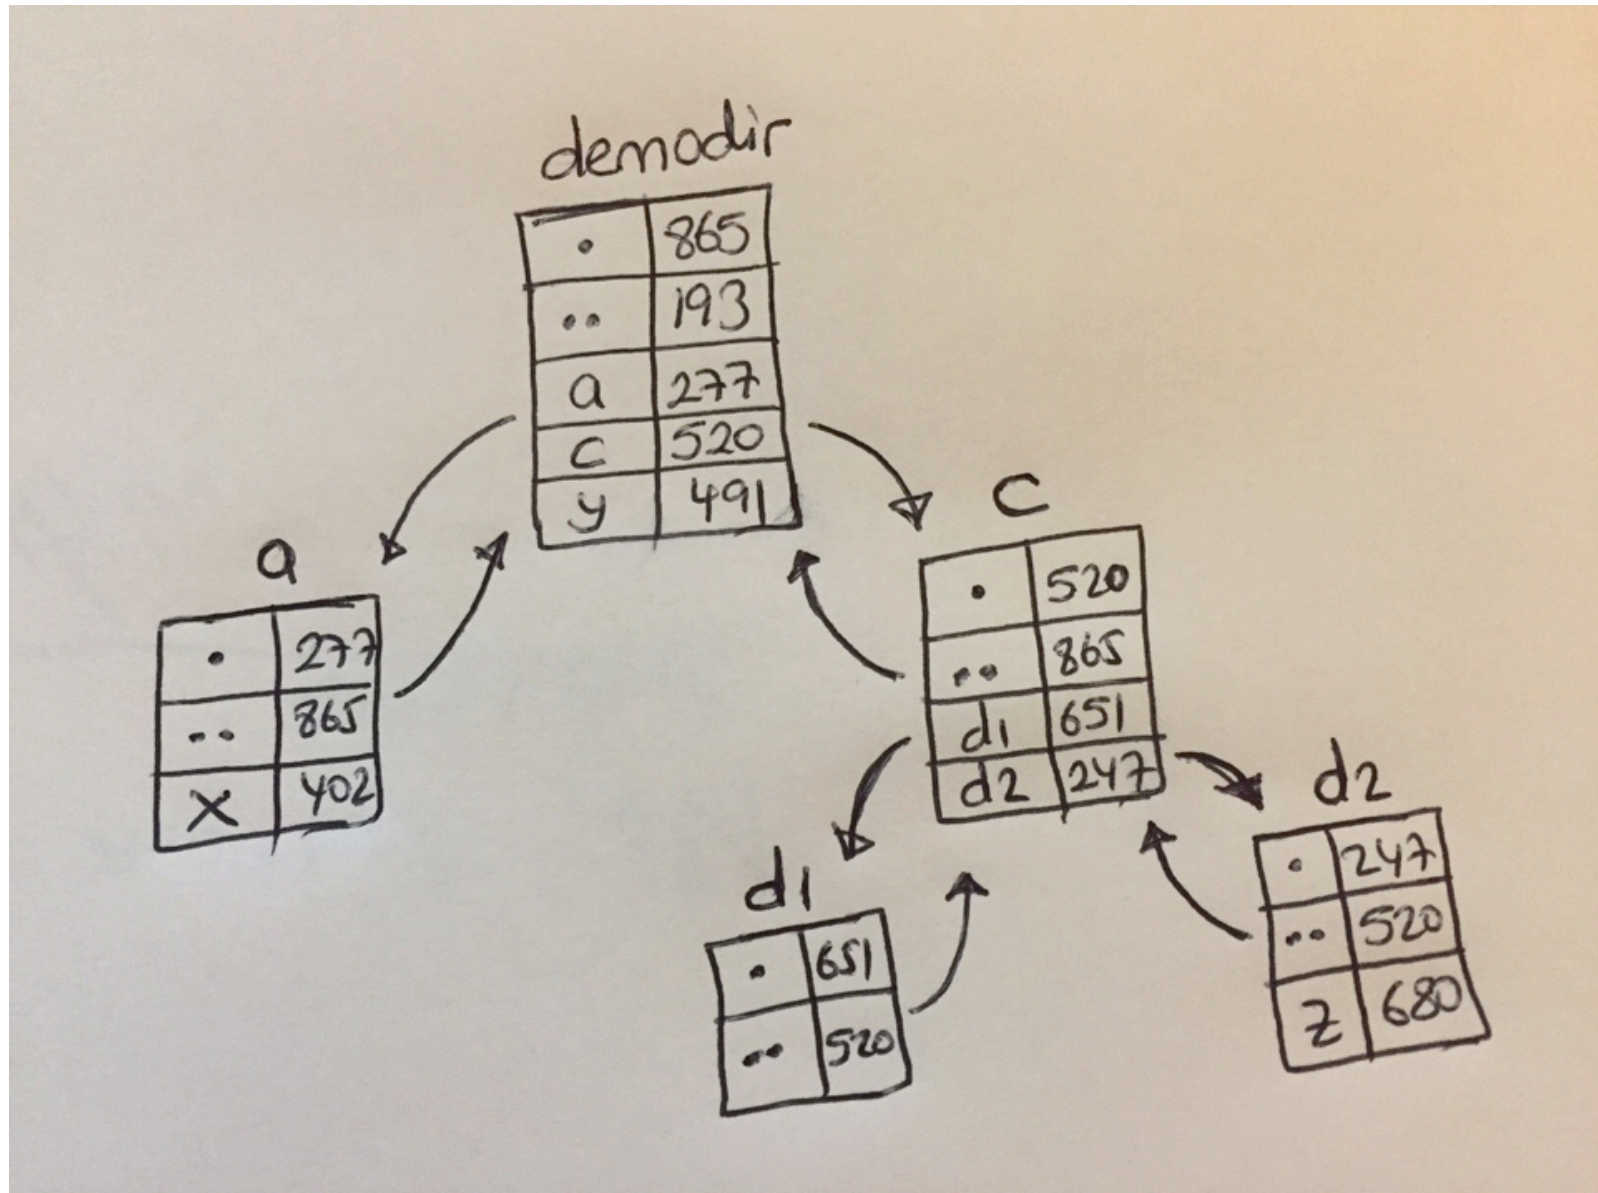 demodir
. 865
.. 193
a 277
c 520
y 491
a
. 277
.. 865
x 402
c
. 520
.. 865
d1 651
d2 247
d1
. 651
.. 520
d2
. 247
.. 520
z 680